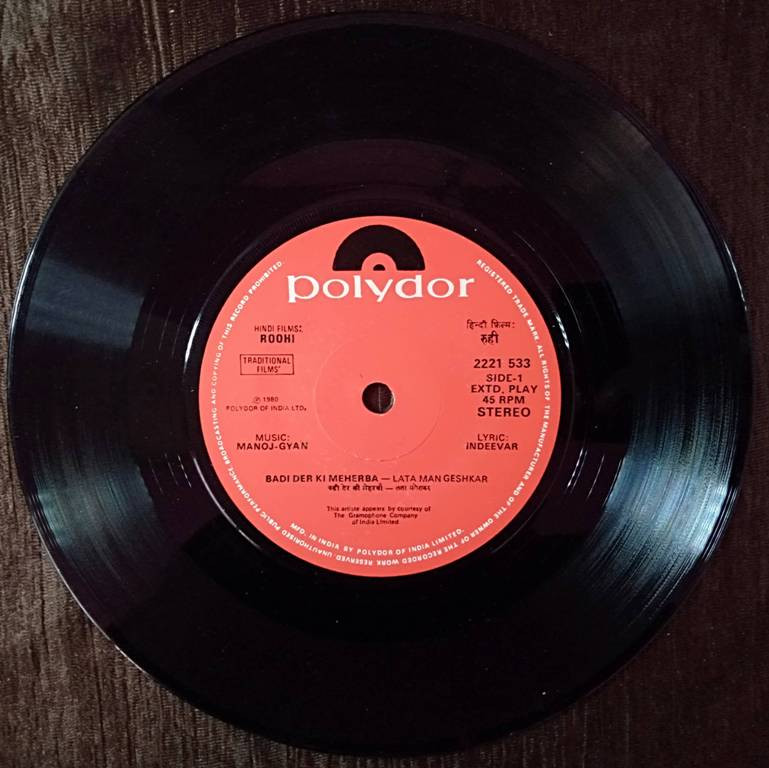 polydor
HINDI FILMS:
ROOHI
हिन्दी फ़िल्म:
रुही
TRADITIONAL
FILMS'
2221 533
SIDE-1
EXTD. PLAY
45 RPM
STEREO
℗ 1980
POLYDOR OF INDIA LTD.
MUSIC:
MANOJ-GYAN
LYRIC:
INDEEVAR
BADI DER KI MEHERBA — LATA MAN GESHKAR
बड़ी देर की मेहरबाँ — लता मंगेशकर
This artiste appears by courtesy of
The Gramophone Company
of India Limited.
REGISTERED TRADE MARK. ALL RIGHTS OF THE MANUFACTURER AND OF THE OWNER OF THE RECORDED WORK RESERVED. UNAUTHORISED PUBLIC PERFORMANCE, BROADCASTING AND COPYING OF THIS RECORD PROHIBITED.
MFD. IN INDIA BY POLYDOR OF INDIA LIMITED.